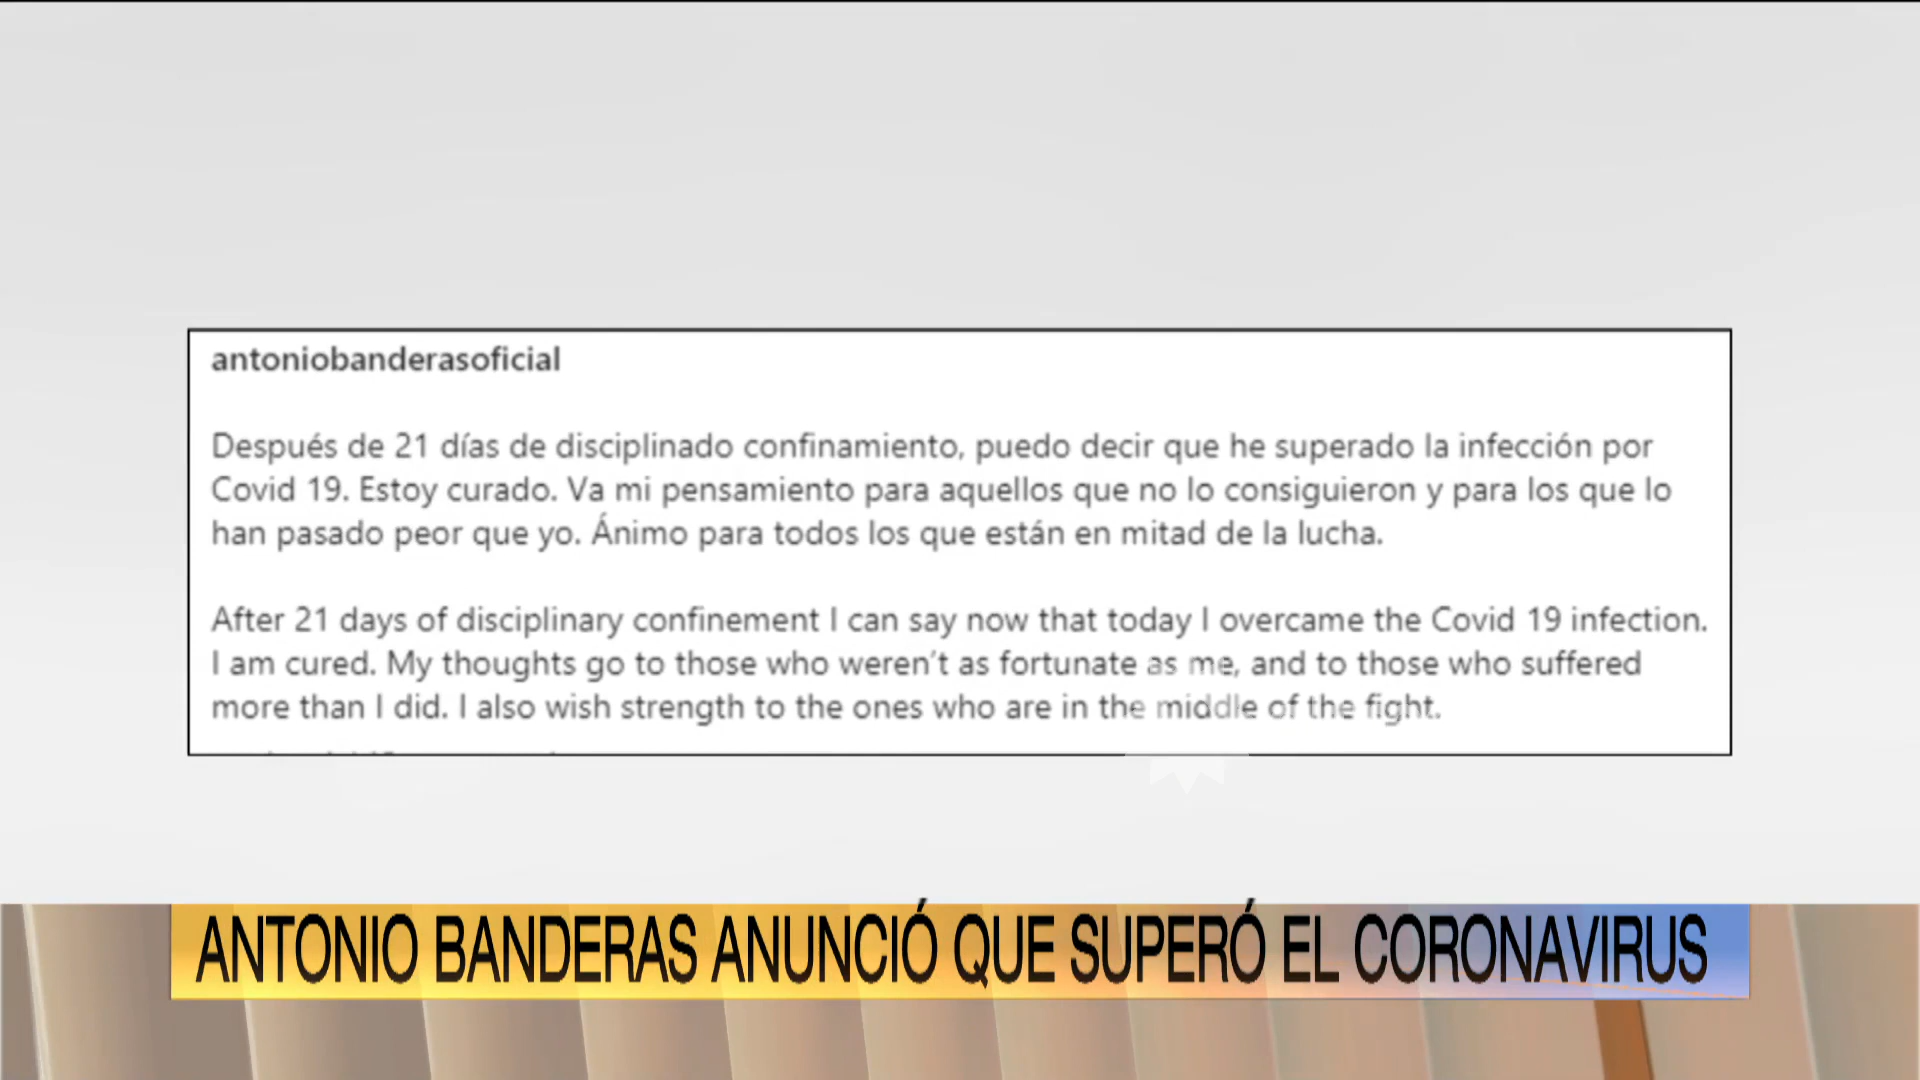 antoniobanderasoficial
Después de 21 días de disciplinado confinamiento, puedo decir que he superado la infección por
Covid 19. Estoy curado. Va mi pensamiento para aquellos que no lo consiguieron y para los que lo
han pasado peor que yo. Ánimo para todos los que están en mitad de la lucha.
After 21 days of disciplinary confinement I can say now that today I overcame the Covid 19 infection.
I am cured. My thoughts go to those who weren't as fortunate as me, and to those who suffered
more than I did. I also wish strength to the ones who are in the middle of the fight.
ANTONIO BANDERAS ANUNCIÓ QUE SUPERÓ EL CORONAVIRUS